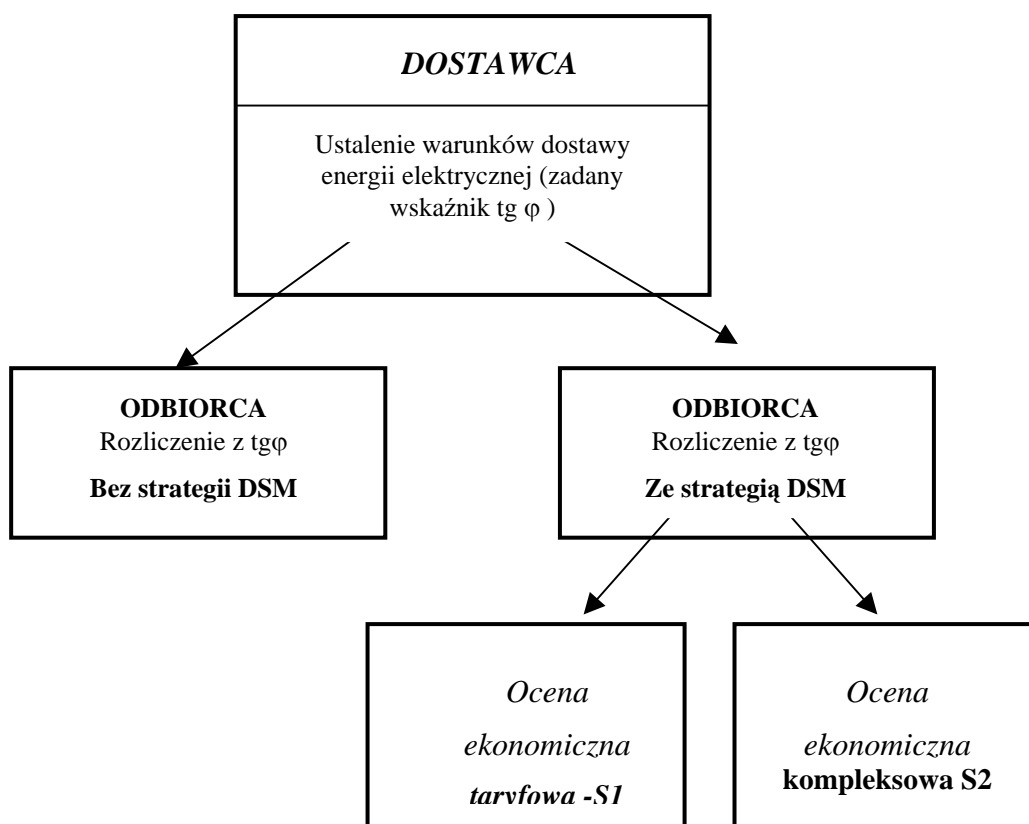 DOSTAWCA
Ustalenie warunków dostawy
energii elektrycznej (zadany
wskaźnik tg φ )
ODBIORCA
Rozliczenie z tgφ
Bez strategii DSM
ODBIORCA
Rozliczenie z tgφ
Ze strategią DSM
Ocena
ekonomiczna
taryfowa -S1
Ocena
ekonomiczna
kompleksowa S2